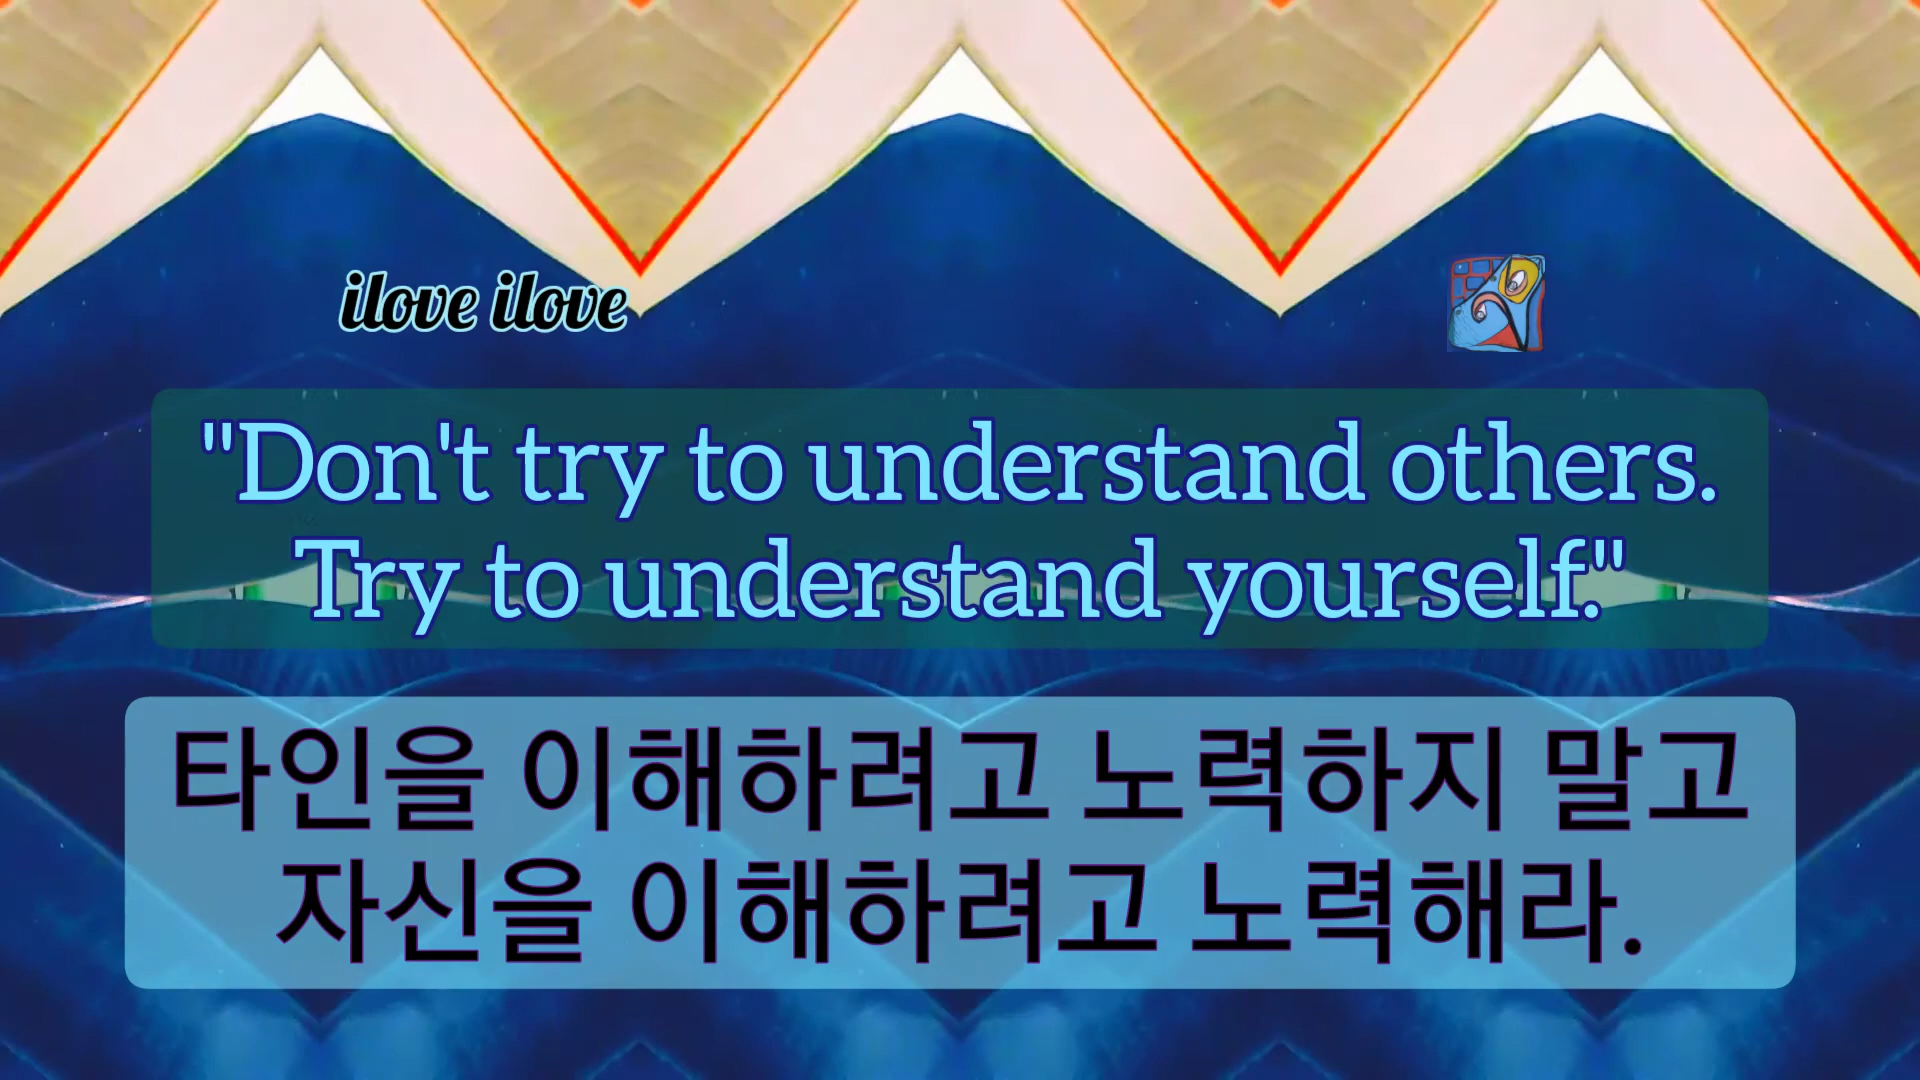 ilove ilove
"Don't try to understand others.
Try to understand yourself."
타인을 이해하려고 노력하지 말고
자신을 이해하려고 노력해라.